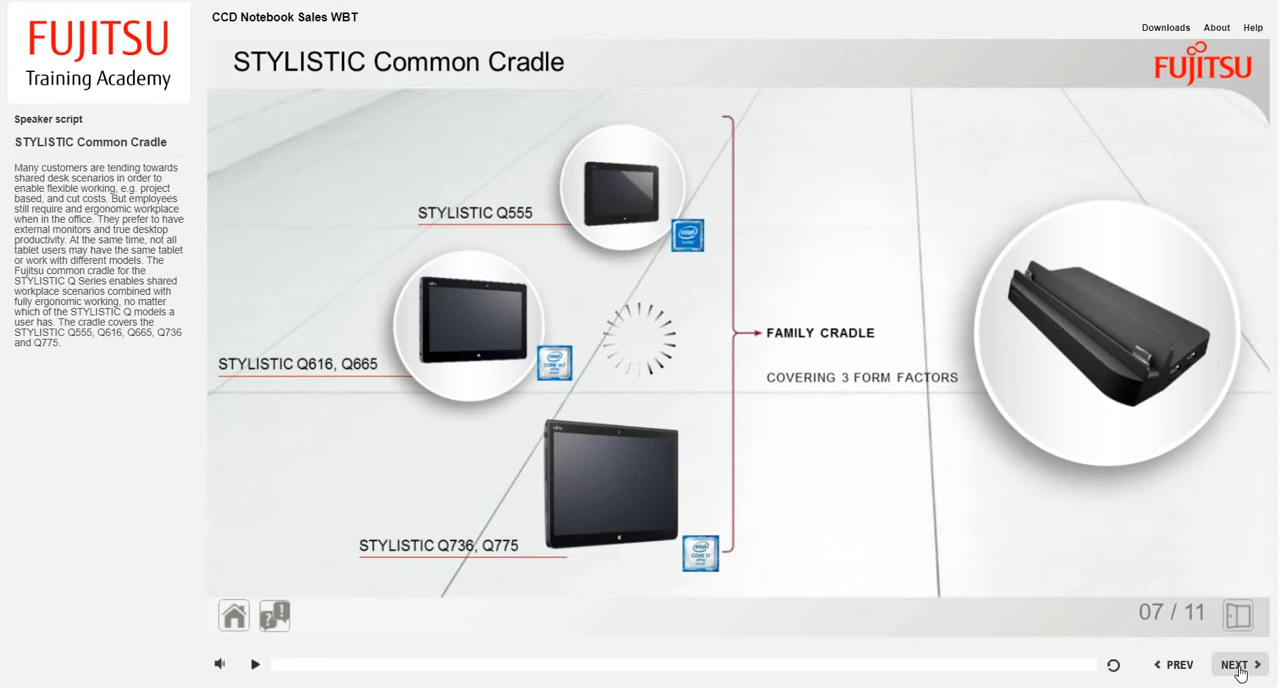 FUJITSU
Training Academy
CCD Notebook Sales WBT
Downloads About Help
STYLISTIC Common Cradle
FUJITSU
Speaker script
STYLISTIC Common Cradle
Many customers are tending towards
shared desk scenarios in order to
enable flexible working, e.g. project
based, and cut costs. But employees
still require and ergonomic workplace
when in the office. They prefer to have
external monitors and true desktop
productivity. At the same time, not all
tablet users may have the same tablet
or work with different models. The
Fujitsu common cradle for the
STYLISTIC Q Series enables shared
workplace scenarios combined with
fully ergonomic working, no matter
which of the STYLISTIC Q models a
user has. The cradle covers the
STYLISTIC Q555, Q616, Q665, Q736
and Q775.
STYLISTIC Q555
intel
STYLISTIC Q616, Q665
FAMILY CRADLE
COVERING 3 FORM FACTORS
STYLISTIC Q736, Q775
07 / 11
PREV
NEXT